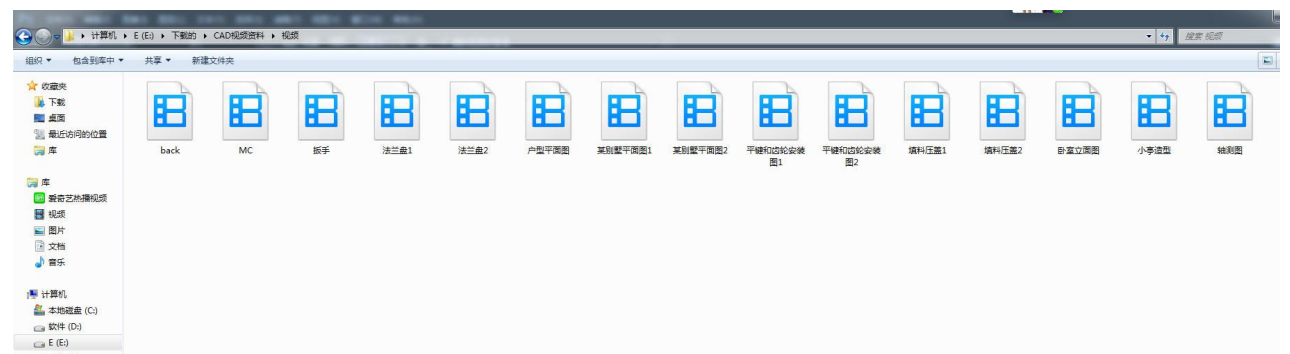 计算机 ▸ E (E:) ▸ 下载的 ▸ CAD视频资料 ▸ 视频
搜索 视频
组织 ▾ 包含到库中 ▾ 共享 ▾ 新建文件夹
收藏夹
下载
桌面
最近访问的位置
库
库
爱奇艺热播视频
视频
图片
文档
音乐
计算机
本地磁盘 (C:)
软件 (D:)
E (E:)
back
MC
扳手
法兰盘1
法兰盘2
户型平面图
某别墅平面图1
某别墅平面图2
平键和齿轮安装
图1
平键和齿轮安装
图2
填料压盖1
填料压盖2
卧室立面图
小亭造型
轴测图